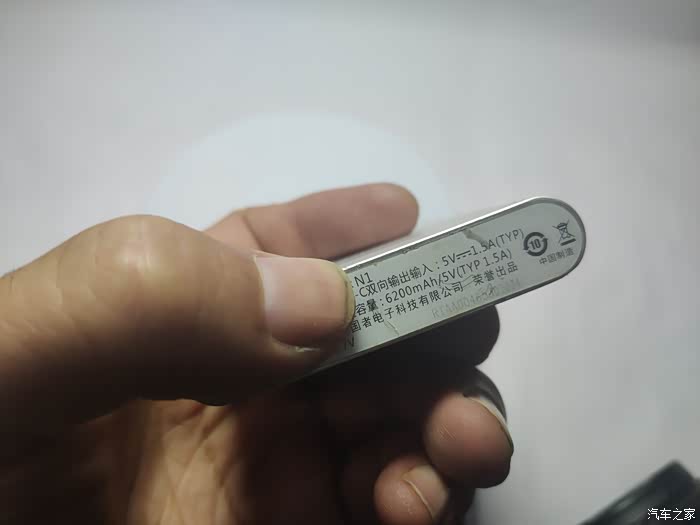 N1
C双向输出输入：5V⎓1.5A(TYP)
容量：6200mAh/5V(TYP 1.5A)
国者电子科技有限公司 荣誉出品
10
中国制造
汽车之家